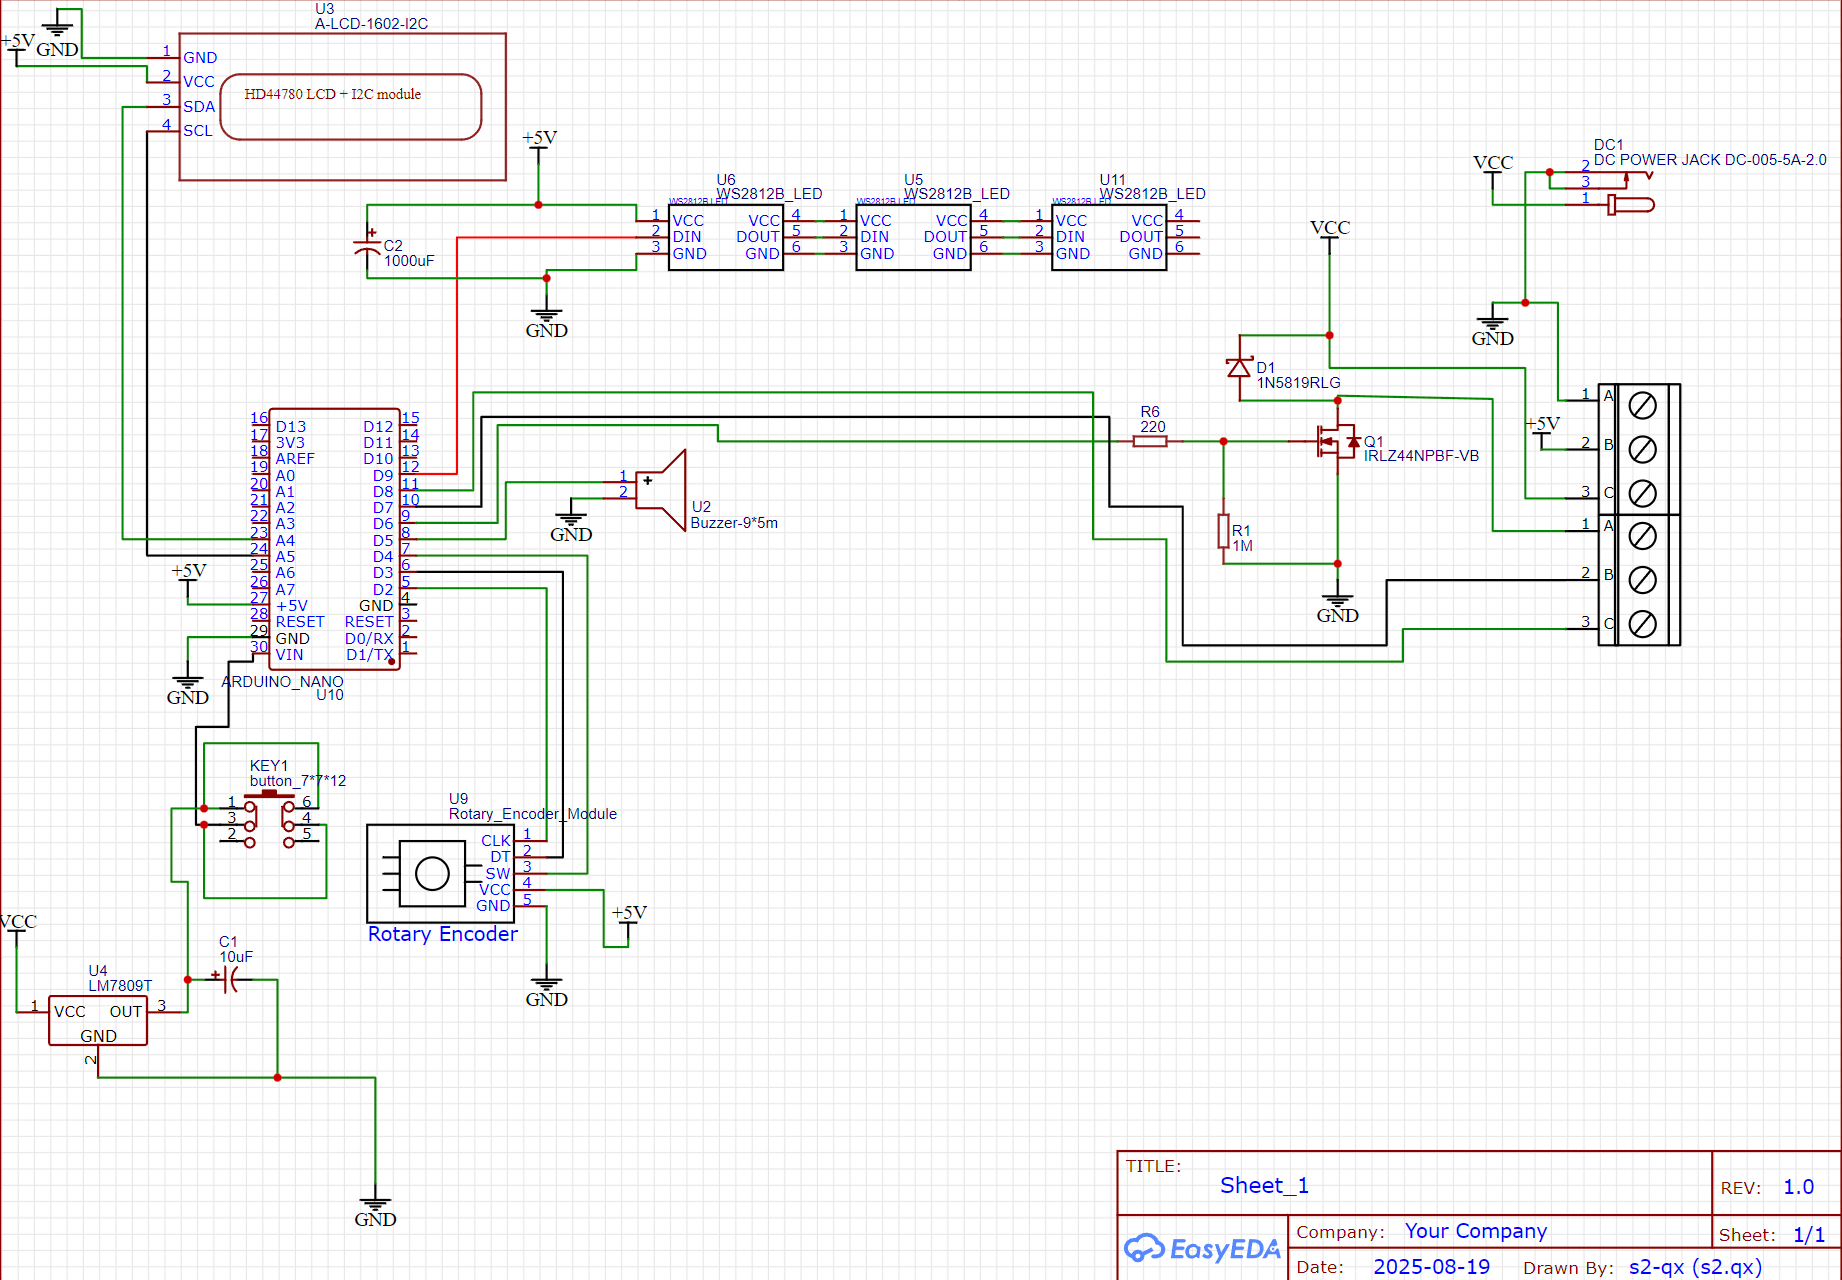 U3
A-LCD-1602-I2C
+5V
GND
1 GND
2 VCC
3 SDA
4 SCL
HD44780 LCD + I2C module
+5V
C2
1000uF
GND
U6
WS2812B_LED
WS2812B LED
1 VCC VCC 4
2 DIN DOUT 5
3 GND GND 6
U5
WS2812B_LED
WS2812B LED
1 VCC VCC 4
2 DIN DOUT 5
3 GND GND 6
U11
WS2812B_LED
WS2812B LED
1 VCC VCC 4
2 DIN DOUT 5
3 GND GND 6
DC1
DC POWER JACK DC-005-5A-2.0
VCC
2
3
1
GND
VCC
D1
1N5819RLG
R6
220
Q1
IRLZ44NPBF-VB
R1
1M
GND
+5V
1 A
2 B
3 C
1 A
2 B
3 C
16 D13 D12 15
17 3V3 D11 14
18 AREF D10 13
19 A0 D9 12
20 A1 D8 11
21 A2 D7 10
22 A3 D6 9
23 A4 D5 8
24 A5 D4 7
25 A6 D3 6
26 A7 D2 5
27 +5V GND 4
28 RESET RESET 3
29 GND D0/RX 2
30 VIN D1/TX 1
ARDUINO_NANO
U10
+5V
GND
1
2
+
U2
Buzzer-9*5m
GND
KEY1
button_7*7*12
1 6
3 4
2 5
U9
Rotary_Encoder_Module
CLK 1
DT 2
SW 3
VCC 4
GND 5
Rotary Encoder
+5V
GND
VCC
C1
10uF
U4
LM7809T
1 VCC OUT 3
GND
2
GND
TITLE:
Sheet_1
REV: 1.0
EasyEDA
Company: Your Company
Sheet: 1/1
Date: 2025-08-19
Drawn By: s2-qx (s2.qx)